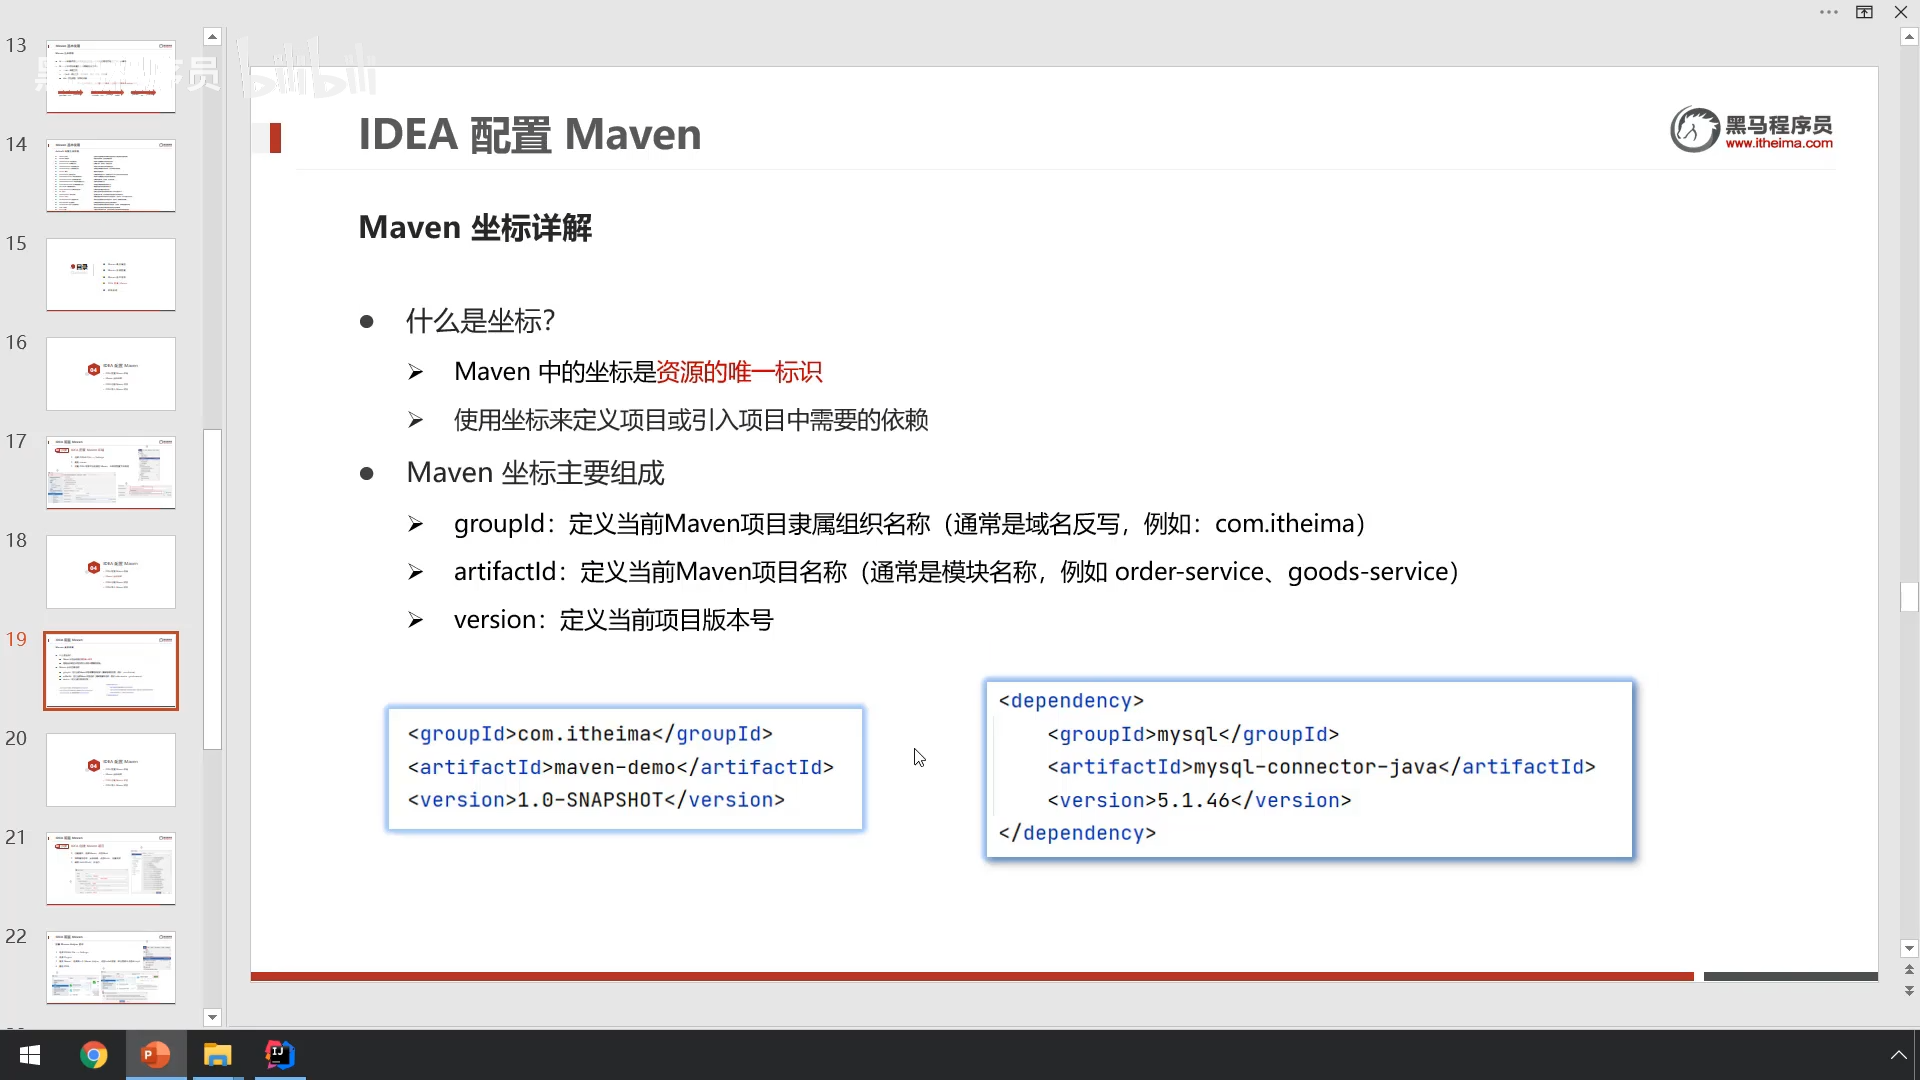 13
14
15
16
17
18
19
20
21
22
bilibili
IDEA 配置 Maven
黑马程序员
www.itheima.com
Maven 坐标详解
● 什么是坐标？
➢ Maven 中的坐标是资源的唯一标识
➢ 使用坐标来定义项目或引入项目中需要的依赖
● Maven 坐标主要组成
➢ groupId：定义当前Maven项目隶属组织名称（通常是域名反写，例如：com.itheima）
➢ artifactId：定义当前Maven项目名称（通常是模块名称，例如 order-service、goods-service）
➢ version：定义当前项目版本号
<groupId>com.itheima</groupId>
<artifactId>maven-demo</artifactId>
<version>1.0-SNAPSHOT</version>
<dependency>
<groupId>mysql</groupId>
<artifactId>mysql-connector-java</artifactId>
<version>5.1.46</version>
</dependency>